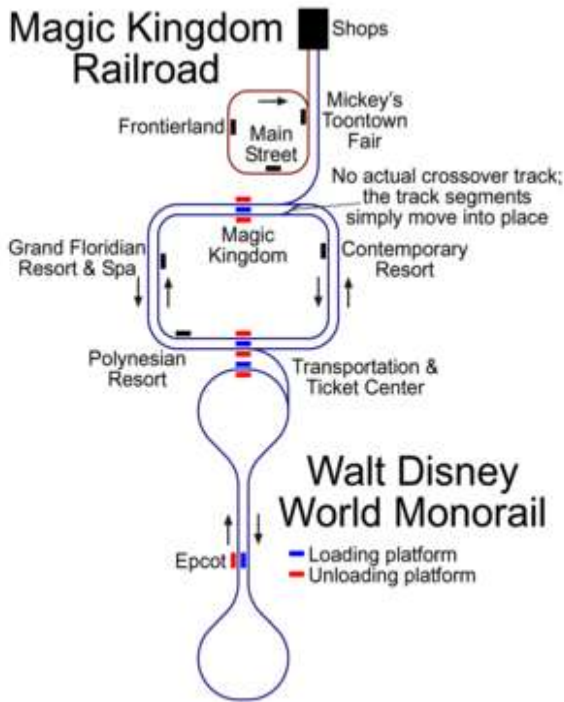 Magic Kingdom
Railroad
Shops
Mickey's
Toontown
Fair
Frontierland
Main
Street
No actual crossover track;
the track segments
simply move into place
Magic
Kingdom
Grand Floridian
Resort & Spa
Contemporary
Resort
Polynesian
Resort
Transportation &
Ticket Center
Walt Disney
World Monorail
Epcot
Loading platform
Unloading platform